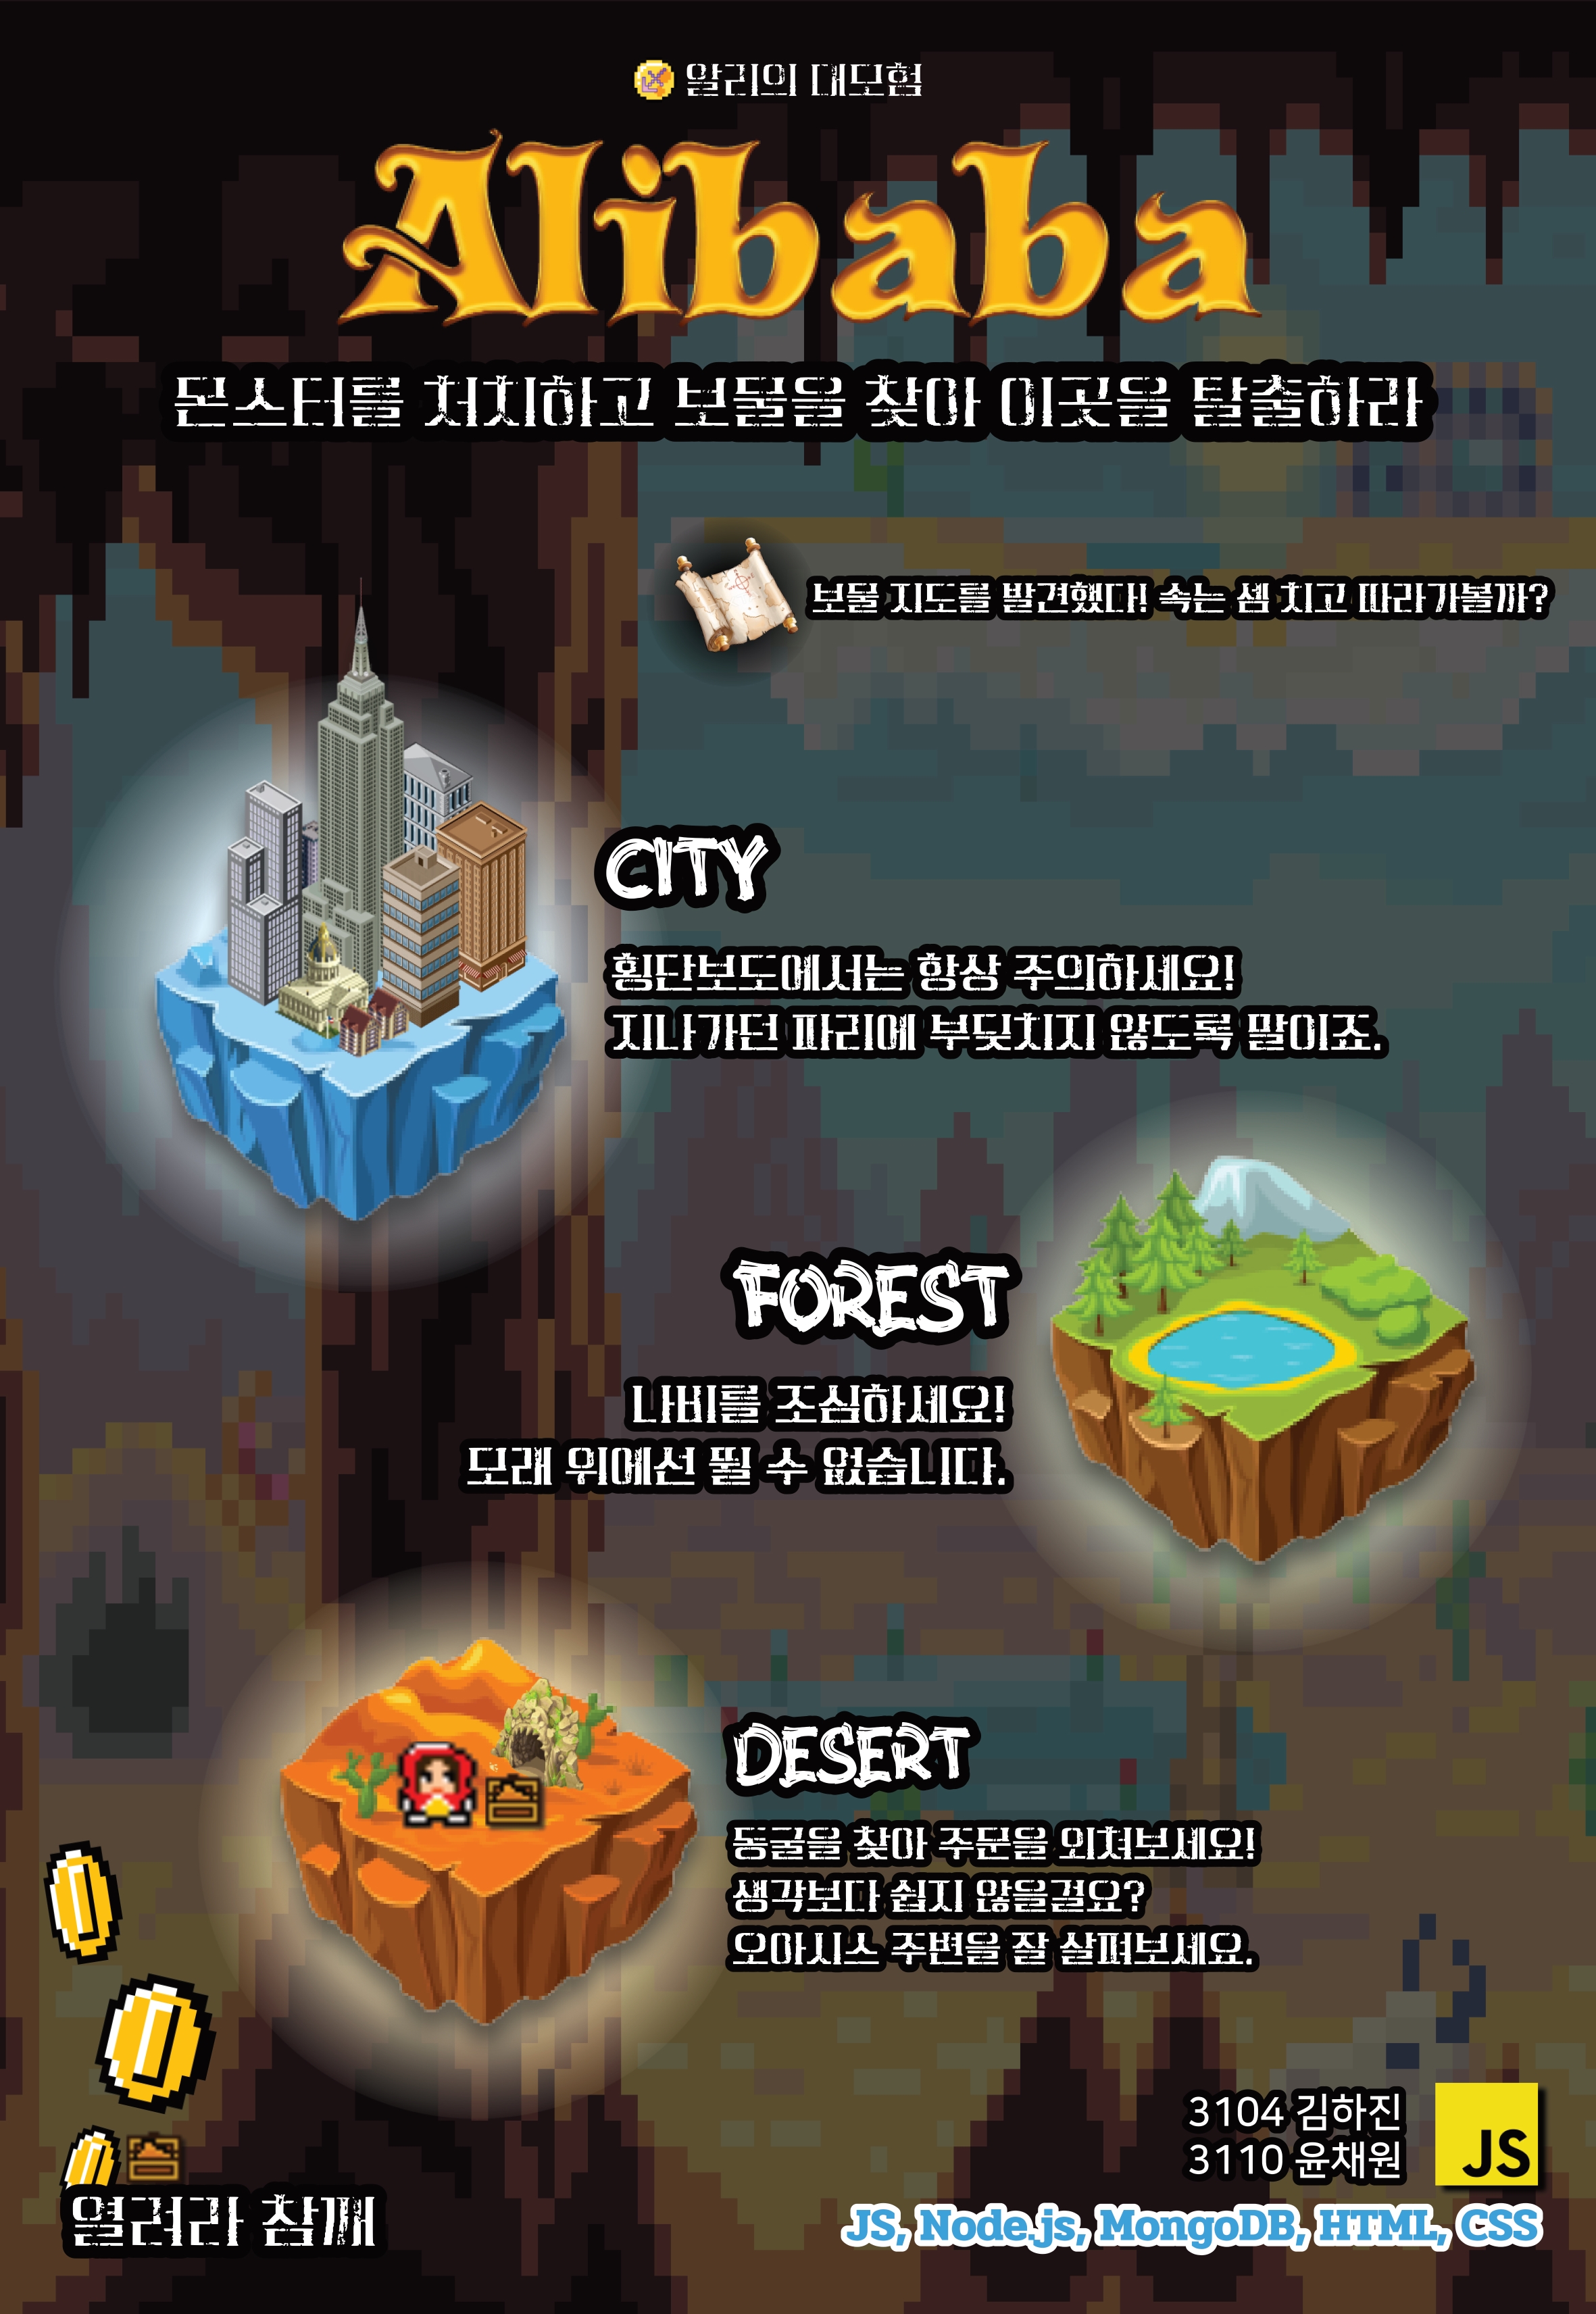 알리의 대모험
Alibaba
몬스터를 처치하고 보물을 찾아 이곳을 탈출하라
보물 지도를 발견했다! 속는 셈 치고 따라가볼까?
CITY
횡단보도에서는 항상 주의하세요!
지나가던 파리에 부딪치지 않도록 말이죠.
FOREST
나비를 조심하세요!
모래 위에선 뛸 수 없습니다.
DESERT
동굴을 찾아 주문을 외쳐보세요!
생각보다 쉽지 않을걸요?
오아시스 주변을 잘 살펴보세요.
3104 김하진
3110 윤채원
JS
열려라 참깨
JS, Node.js, MongoDB, HTML, CSS